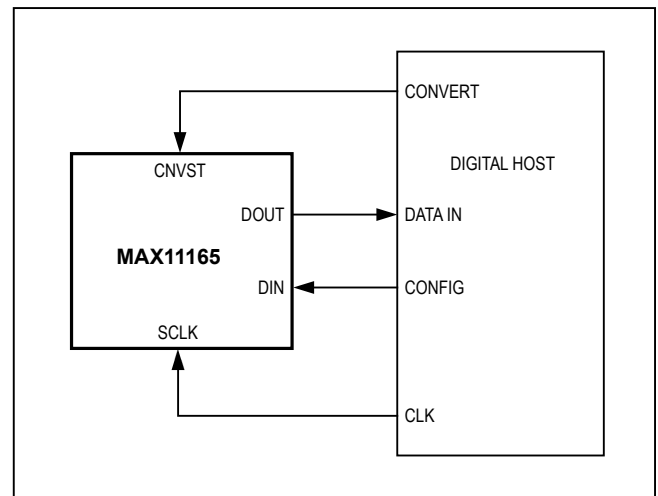 CONVERT
CNVST
DIGITAL HOST
DOUT
DATA IN
MAX11165
DIN
CONFIG
SCLK
CLK